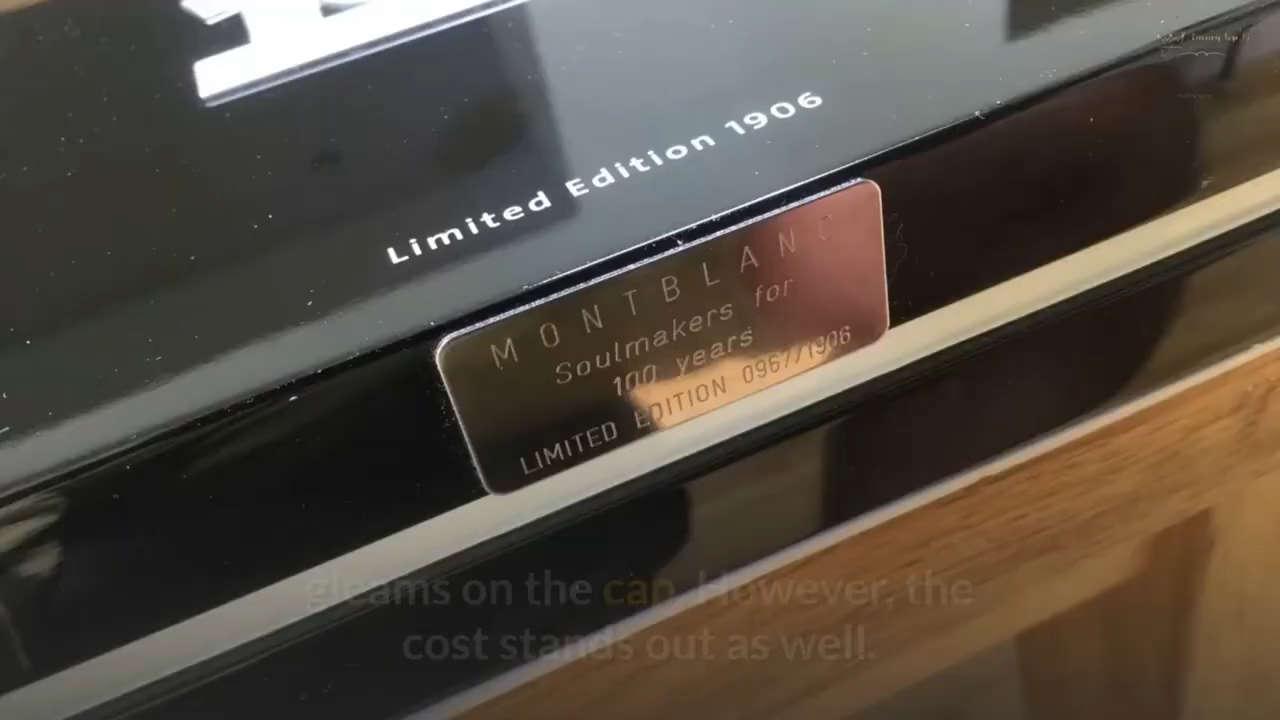 Limited Edition 1906
MONTBLANC
Soulmakers for
100 years
LIMITED EDITION 0967/1906
gleams on the cap. However, the
cost stands out as well.